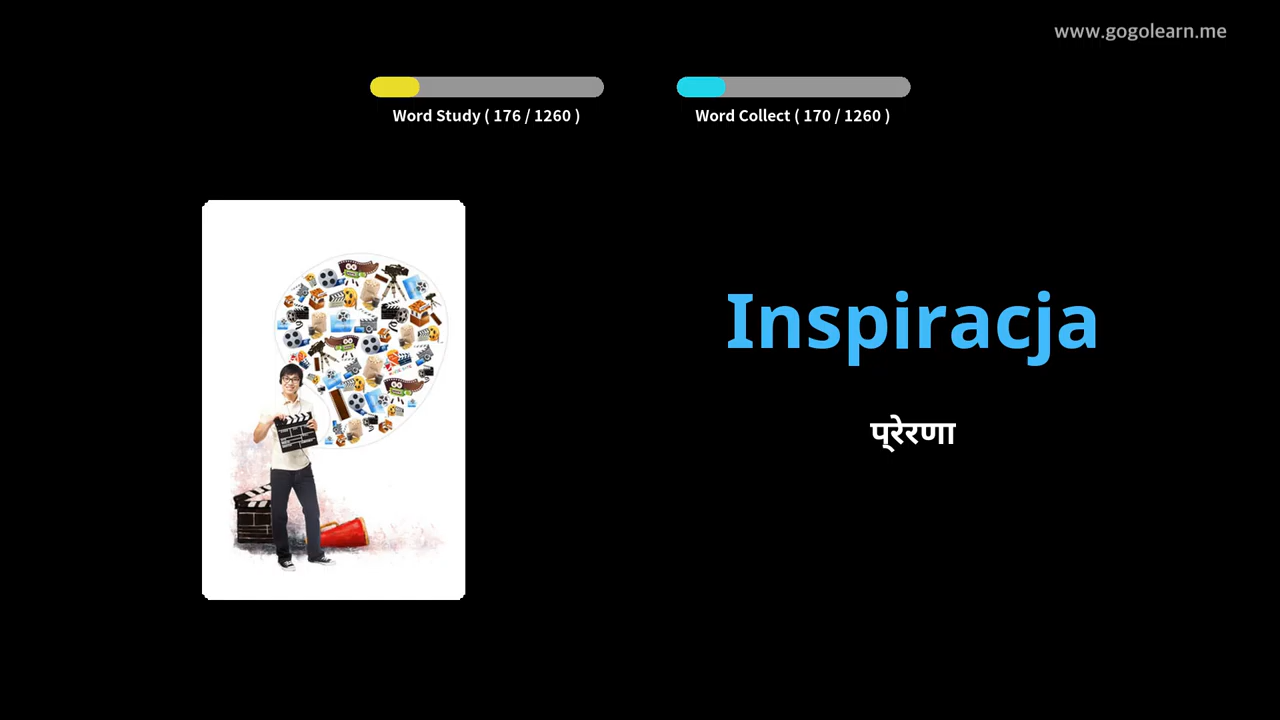 www.gogolearn.me
Word Study ( 176 / 1260 )
Word Collect ( 170 / 1260 )
Inspiracja
प्रेरणा